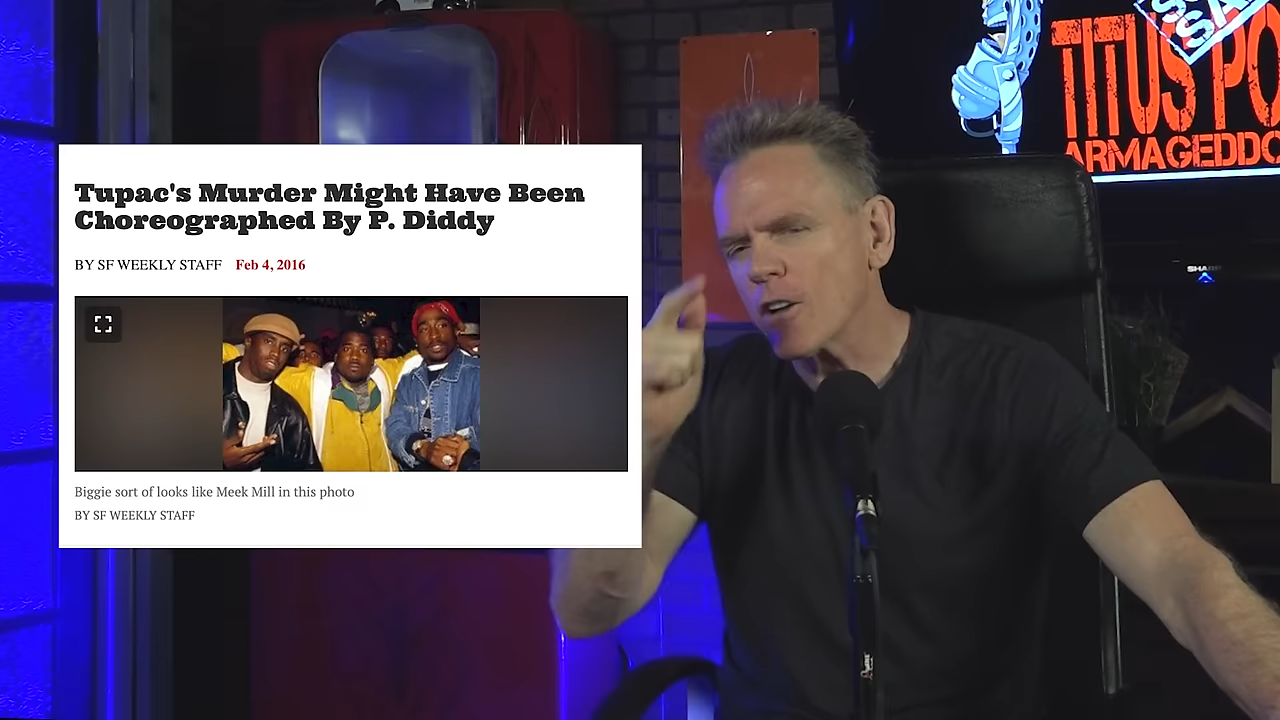 Tupac's Murder Might Have Been
Choreographed By P. Diddy
BY SF WEEKLY STAFF Feb 4, 2016
Biggie sort of looks like Meek Mill in this photo
BY SF WEEKLY STAFF
TITUS PO
ARMAGEDDO
SHARP